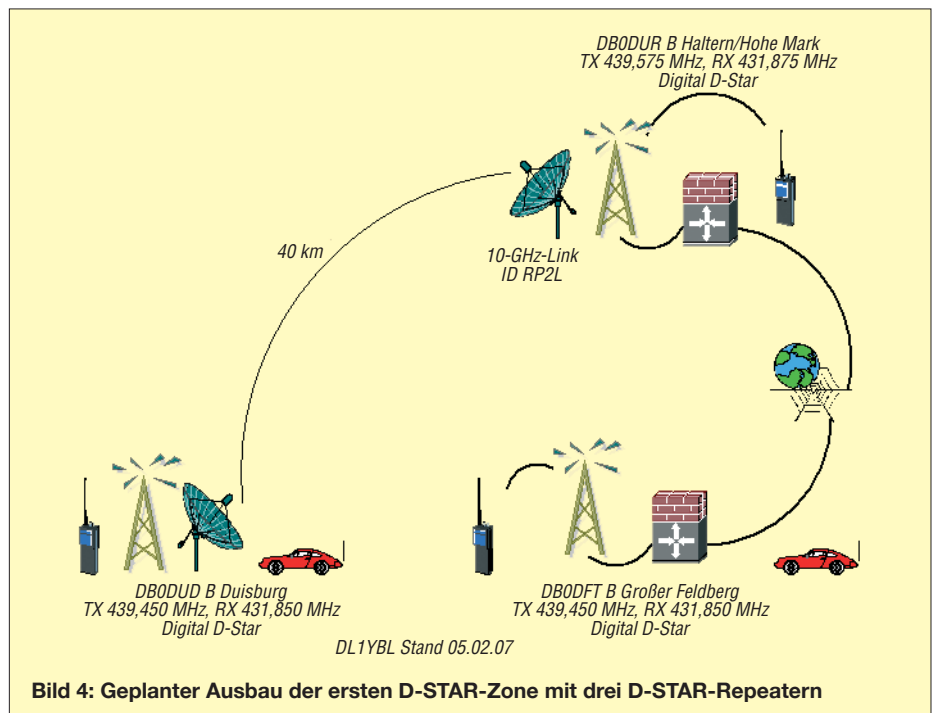 DB0DUR B Haltern/Hohe Mark
TX 439,575 MHz, RX 431,875 MHz
Digital D-Star
10-GHz-Link
ID RP2L
40 km
DB0DUD B Duisburg
TX 439,450 MHz, RX 431,850 MHz
Digital D-Star
DB0DFT B Großer Feldberg
TX 439,450 MHz, RX 431,850 MHz
Digital D-Star
DL1YBL Stand 05.02.07
Bild 4: Geplanter Ausbau der ersten D-STAR-Zone mit drei D-STAR-Repeatern